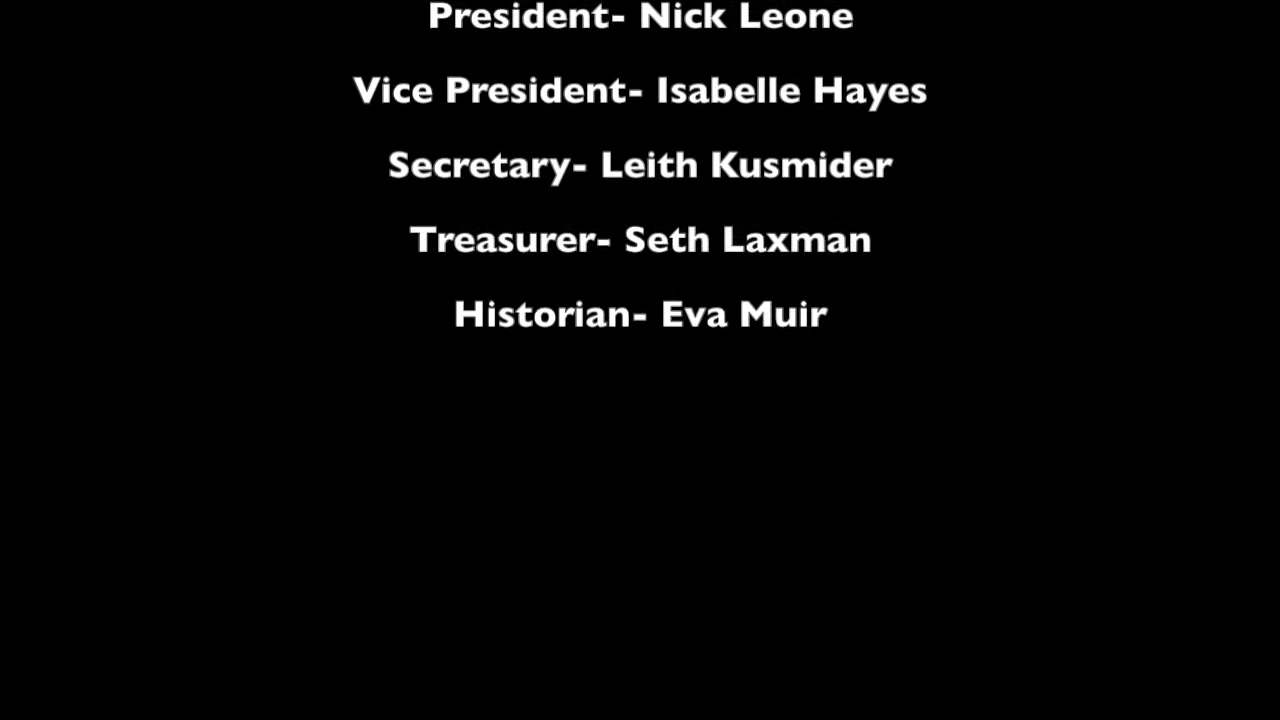 President- Nick Leone
Vice President- Isabelle Hayes
Secretary- Leith Kusmider
Treasurer- Seth Laxman
Historian- Eva Muir